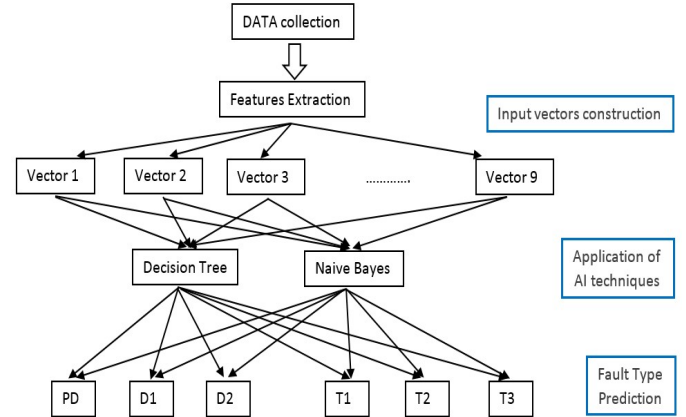 DATA collection
Features Extraction
Input vectors construction
Vector 1
Vector 2
Vector 3
.............
Vector 9
Decision Tree
Naive Bayes
Application of
AI techniques
PD
D1
D2
T1
T2
T3
Fault Type
Prediction